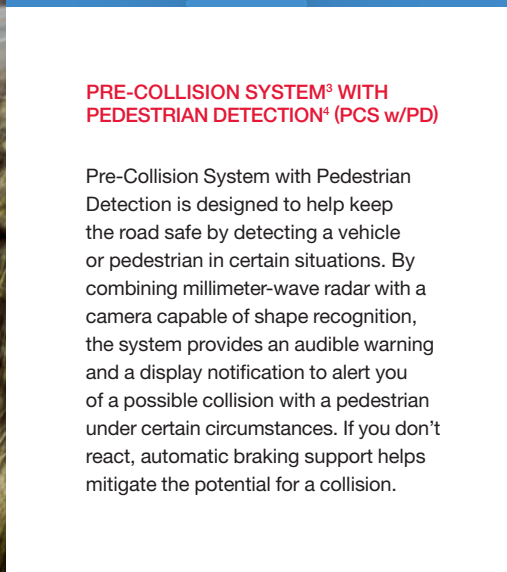 PRE-COLLISION SYSTEM³ WITH
PEDESTRIAN DETECTION⁴ (PCS w/PD)
Pre-Collision System with Pedestrian
Detection is designed to help keep
the road safe by detecting a vehicle
or pedestrian in certain situations. By
combining millimeter-wave radar with a
camera capable of shape recognition,
the system provides an audible warning
and a display notification to alert you
of a possible collision with a pedestrian
under certain circumstances. If you don’t
react, automatic braking support helps
mitigate the potential for a collision.